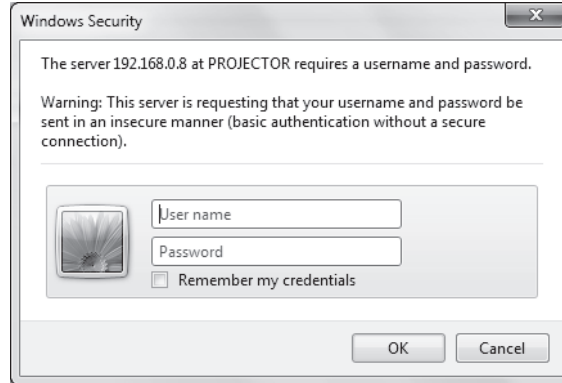 Windows Security
The server 192.168.0.8 at PROJECTOR requires a username and password.
Warning: This server is requesting that your username and password be
sent in an insecure manner (basic authentication without a secure
connection).
User name
Password
Remember my credentials
OK
Cancel